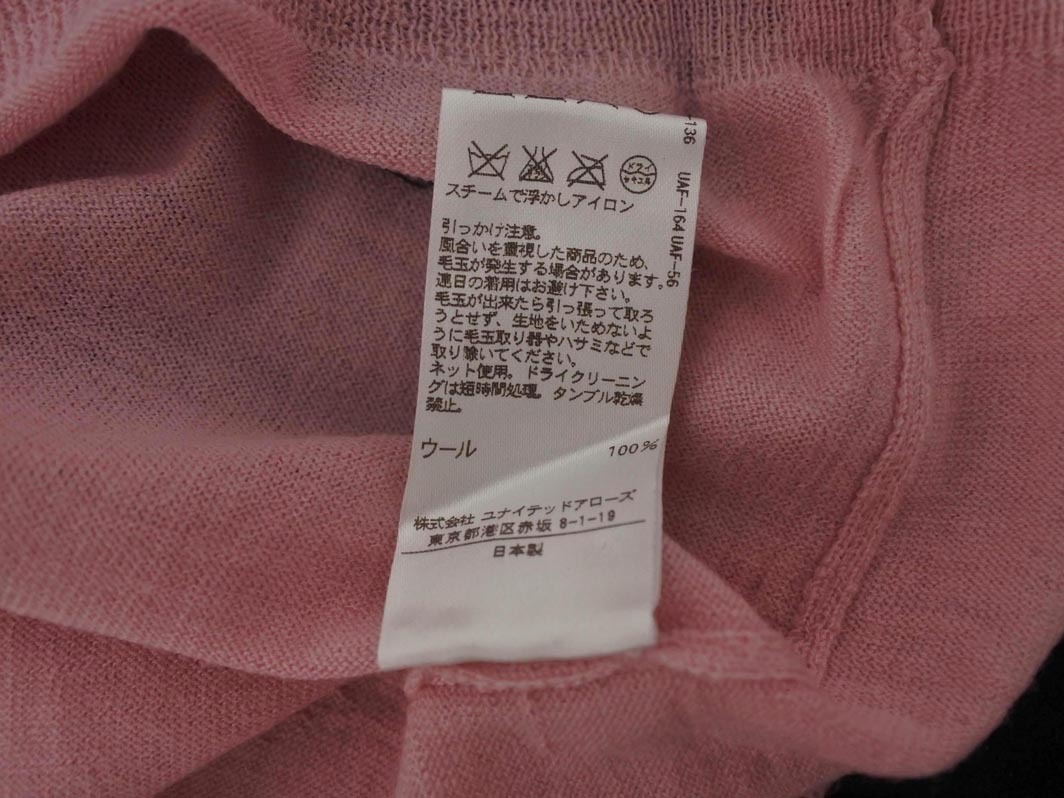 ドライ
セキユ系
スチームで浮かしアイロン
引っかけ注意。
風合いを重視した商品のため、
毛玉が発生する場合があります。
連日の着用はお避け下さい。
毛玉が出来たら引っ張って取ろ
うとせず、生地をいためないよ
うに毛玉取り器やハサミなどで
取り除いてください。
ネット使用。ドライクリーニン
グは短時間処理。タンブル乾燥
禁止。
ウール 100%
株式会社 ユナイテッドアローズ
東京都港区赤坂 8-1-19
日本製
-136
UAF-164 UAF-56